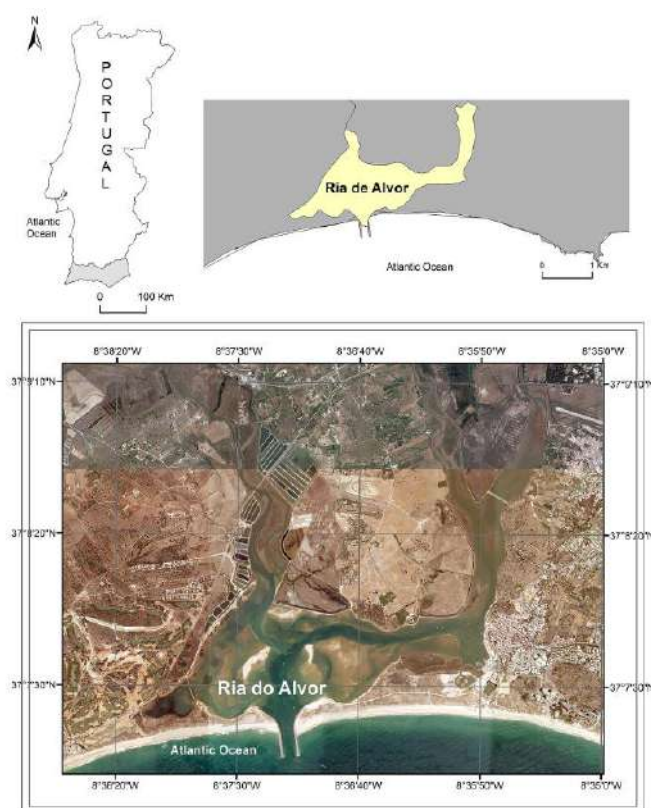 N
PORTUGAL
Atlantic
Ocean
0 100 Km
Ria de Alvor
Atlantic Ocean
0 1 Km
8°38'20"W 8°37'30"W 8°36'40"W 8°35'50"W 8°35'0"W
37°9'10"N 37°9'10"N
37°8'20"N 37°8'20"N
37°7'30"N 37°7'30"N
Ria do Alvor
Atlantic Ocean
8°38'20"W 8°37'30"W 8°36'40"W 8°35'50"W 8°35'0"W